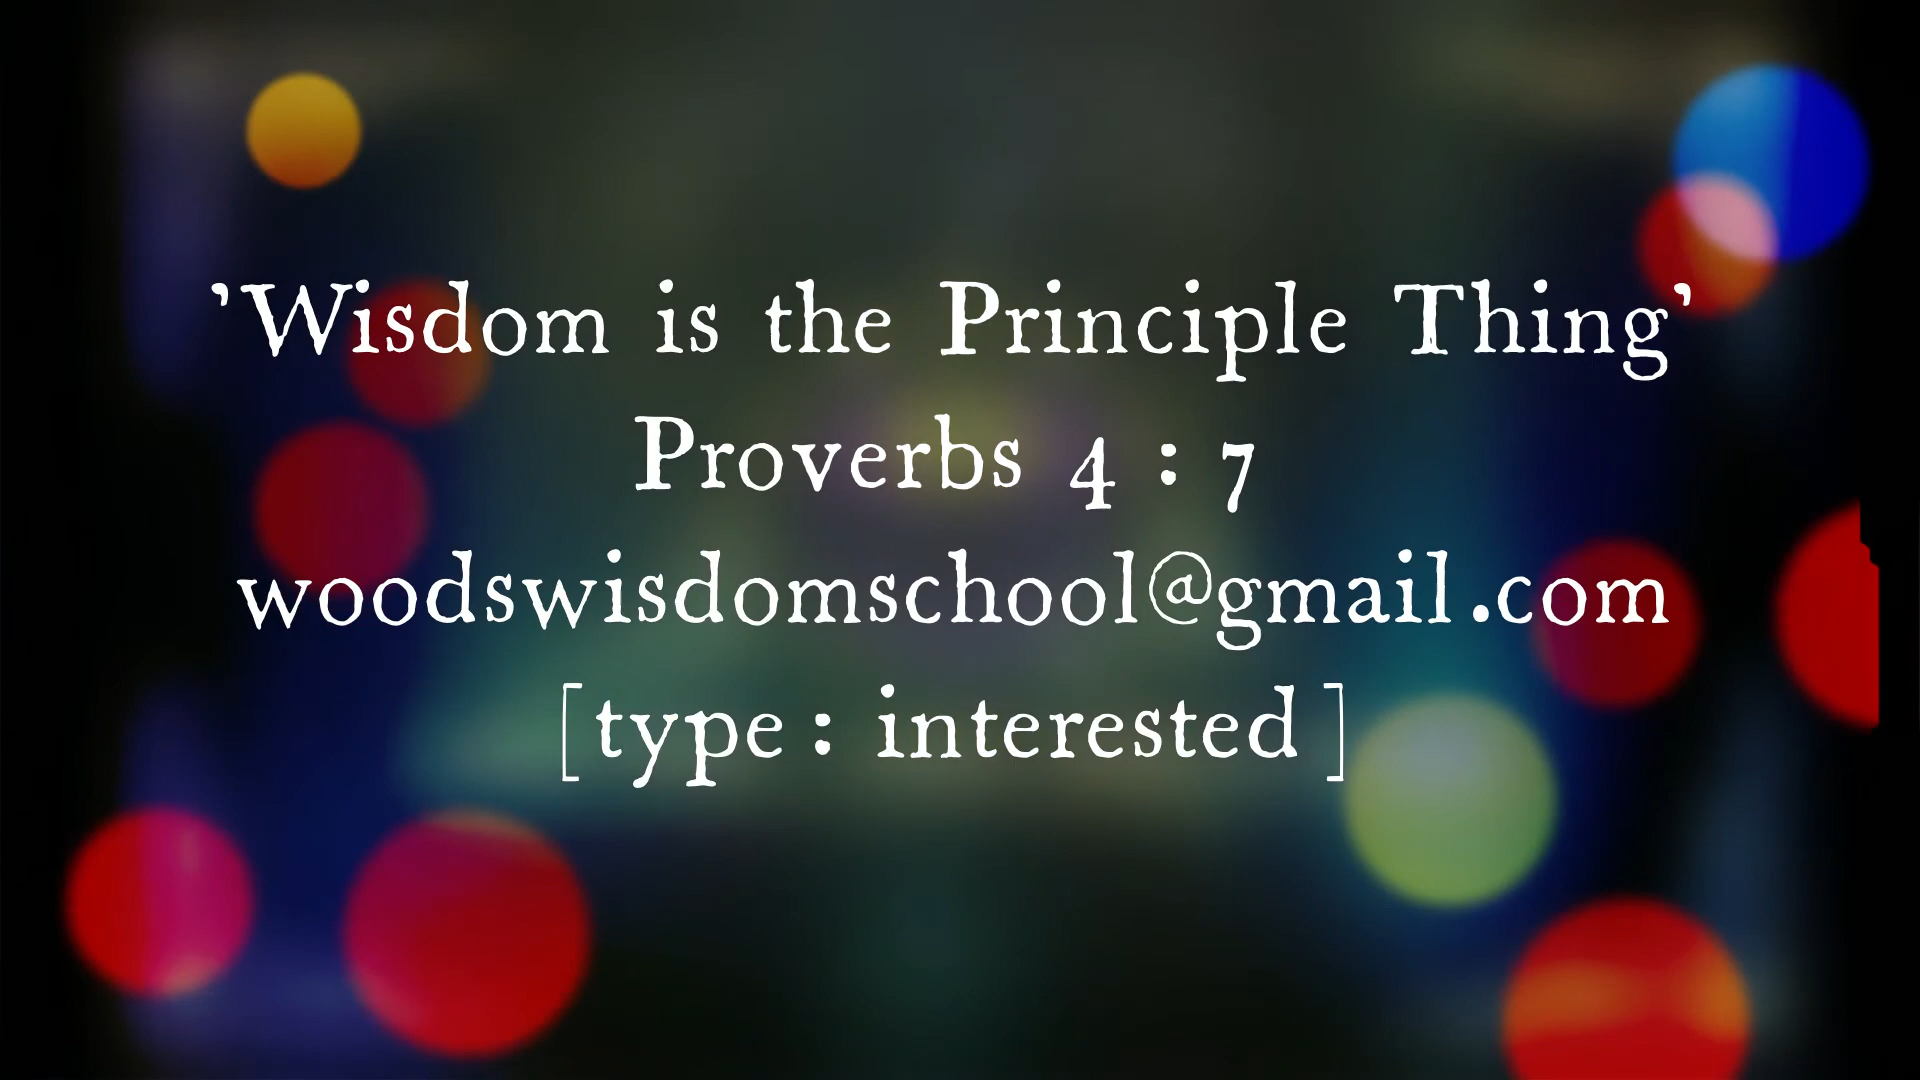 'Wisdom is the Principle Thing'
Proverbs 4 : 7
woodswisdomschool@gmail.com
[type: interested]